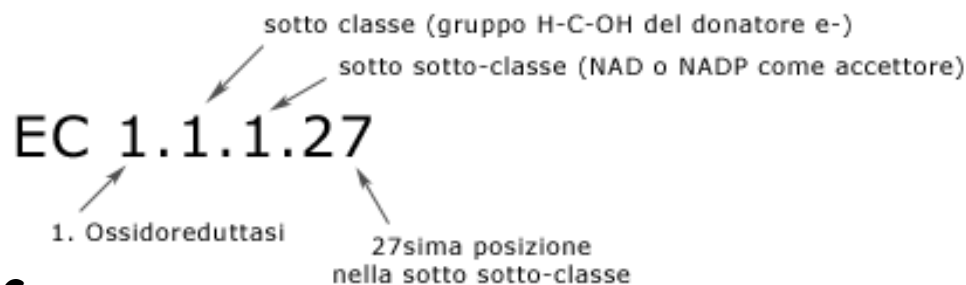 sotto classe (gruppo H-C-OH del donatore e-)
sotto sotto-classe (NAD o NADP come accettore)
EC 1.1.1.27
1. Ossidoreduttasi
27sima posizione
nella sotto sotto-classe